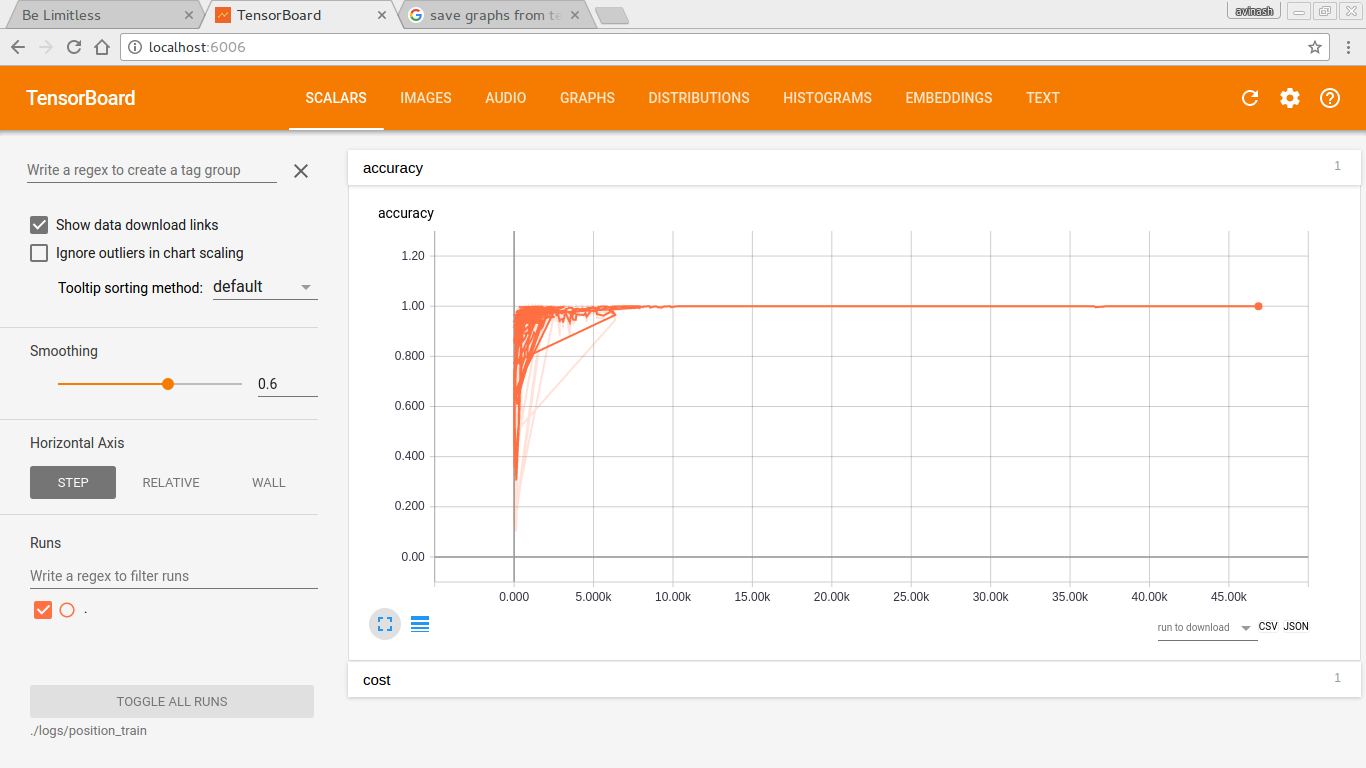 Be Limitless
TensorBoard
save graphs from te
avinash
localhost:6006
TensorBoard
SCALARS IMAGES AUDIO GRAPHS DISTRIBUTIONS HISTOGRAMS EMBEDDINGS TEXT
Write a regex to create a tag group
Show data download links
Ignore outliers in chart scaling
Tooltip sorting method: default
Smoothing
0.6
Horizontal Axis
STEP RELATIVE WALL
Runs
Write a regex to filter runs
.
TOGGLE ALL RUNS
./logs/position_train
accuracy 1
accuracy
1.20
1.00
0.800
0.600
0.400
0.200
0.00
0.000 5.000k 10.00k 15.00k 20.00k 25.00k 30.00k 35.00k 40.00k 45.00k
run to download CSV JSON
cost 1